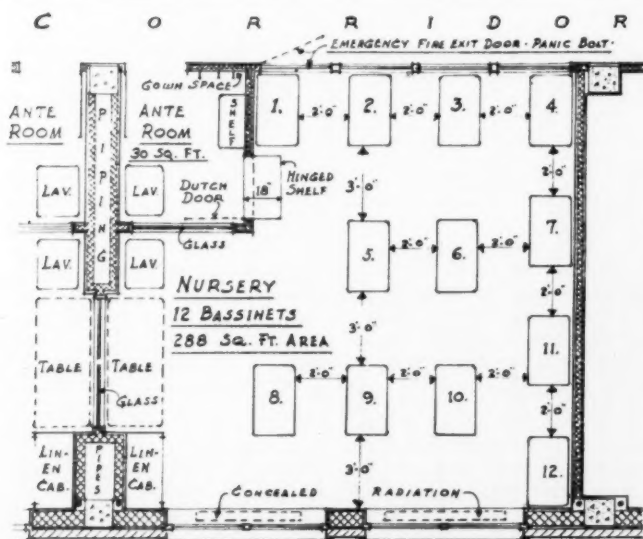 CORRIDOR
EMERGENCY FIRE EXIT DOOR - PANIC BOLT
GOWN SPACE
ANTE
ROOM
PIPING
ANTE
ROOM
30 SQ. FT.
SHELF
1.
2'-0"
2.
2'-0"
3.
2'-0"
4.
LAV.
LAV.
DUTCH
DOOR
18"
HINGED
SHELF
3'-0"
2'-0"
GLASS
LAV.
LAV.
5.
2'-0"
6.
2'-0"
7.
NURSERY
12 BASSINETS
288 SQ. FT. AREA
3'-0"
2'-0"
TABLE
TABLE
GLASS
8.
2'-0"
9.
2'-0"
10.
2'-0"
11.
2'-0"
LIN-
EN
CAB.
PIPES
LIN-
EN
CAB.
3'-0"
12.
CONCEALED
RADIATION